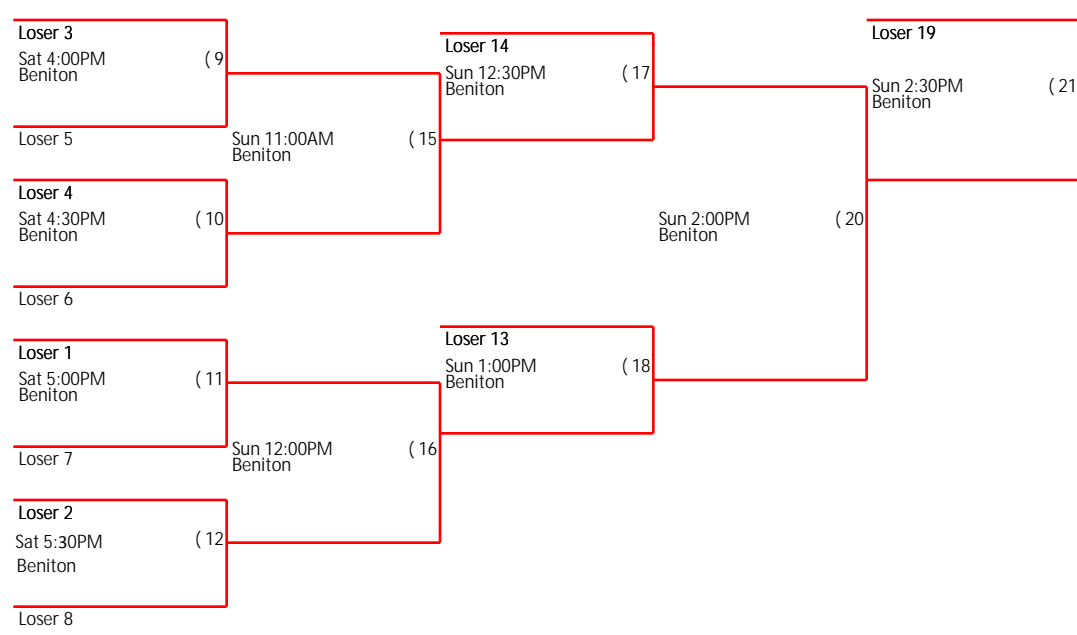 Loser 3
Sat 4:00PM
( 9
Beniton
Loser 5
Loser 4
Sat 4:30PM
( 10
Beniton
Loser 6
Loser 1
Sat 5:00PM
( 11
Beniton
Loser 7
Loser 2
Sat 5:30PM
( 12
Beniton
Loser 8
Sun 11:00AM
( 15
Beniton
Sun 12:00PM
( 16
Beniton
Loser 14
Sun 12:30PM
( 17
Beniton
Loser 13
Sun 1:00PM
( 18
Beniton
Sun 2:00PM
( 20
Beniton
Loser 19
Sun 2:30PM
( 21
Beniton